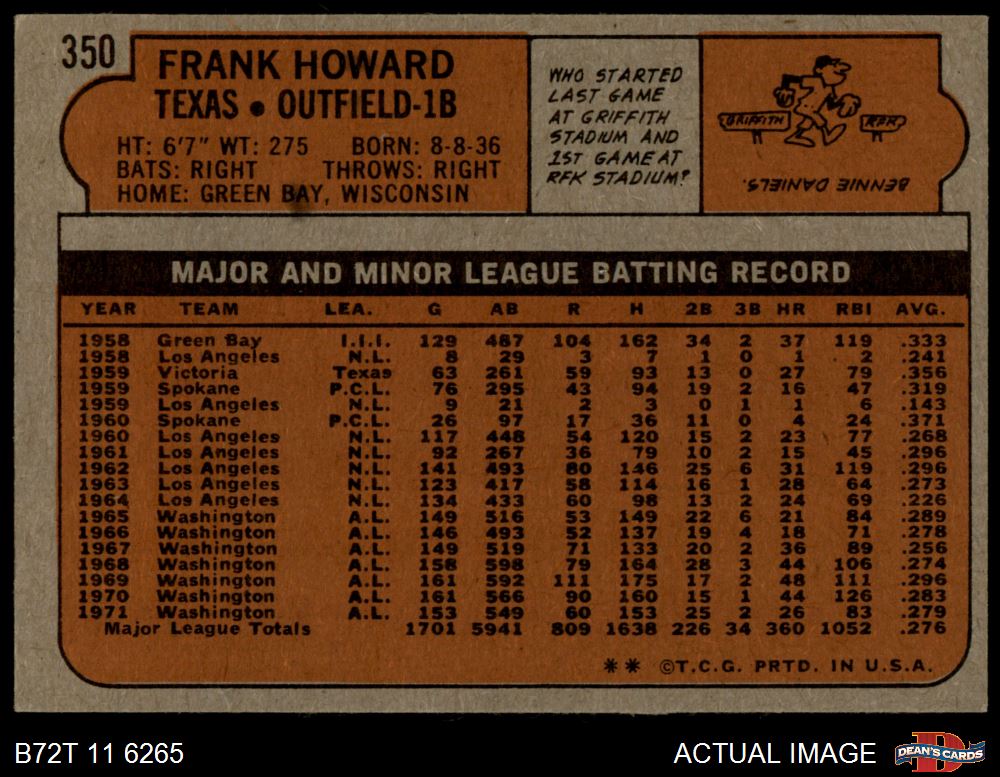 350
FRANK HOWARD
TEXAS • OUTFIELD-1B
HT: 6'7" WT: 275 BORN: 8-8-36
BATS: RIGHT THROWS: RIGHT
HOME: GREEN BAY, WISCONSIN
WHO STARTED
LAST GAME
AT GRIFFITH
STADIUM AND
1ST GAME AT
RFK STADIUM?
GRIFFITH
RFK
BENNIE DANIELS.
MAJOR AND MINOR LEAGUE BATTING RECORD
YEAR TEAM LEA. G AB R H 2B 3B HR RBI AVG.
1958 Green Bay I.I.I. 129 487 104 162 34 2 37 119 .333
1958 Los Angeles N.L. 8 29 3 7 1 0 1 2 .241
1959 Victoria Texas 63 261 59 93 13 0 27 79 .356
1959 Spokane P.C.L. 76 295 43 94 19 2 16 47 .319
1959 Los Angeles N.L. 9 21 2 3 0 1 1 6 .143
1960 Spokane P.C.L. 26 97 17 36 11 0 4 24 .371
1960 Los Angeles N.L. 117 448 54 120 15 2 23 77 .268
1961 Los Angeles N.L. 92 267 36 79 10 2 15 45 .296
1962 Los Angeles N.L. 141 493 80 146 25 6 31 119 .296
1963 Los Angeles N.L. 123 417 58 114 16 1 28 64 .273
1964 Los Angeles N.L. 134 433 60 98 13 2 24 69 .226
1965 Washington A.L. 149 516 53 149 22 6 21 84 .289
1966 Washington A.L. 146 493 52 137 19 4 18 71 .278
1967 Washington A.L. 149 519 71 133 20 2 36 89 .256
1968 Washington A.L. 158 598 79 164 28 3 44 106 .274
1969 Washington A.L. 161 592 111 175 17 2 48 111 .296
1970 Washington A.L. 161 566 90 160 15 1 44 126 .283
1971 Washington A.L. 153 549 60 153 25 2 26 83 .279
Major League Totals 1701 5941 809 1638 226 34 360 1052 .276
** ©T.C.G. PRTD. IN U.S.A.
B72T 11 6265
ACTUAL IMAGE
DEAN'S CARDS